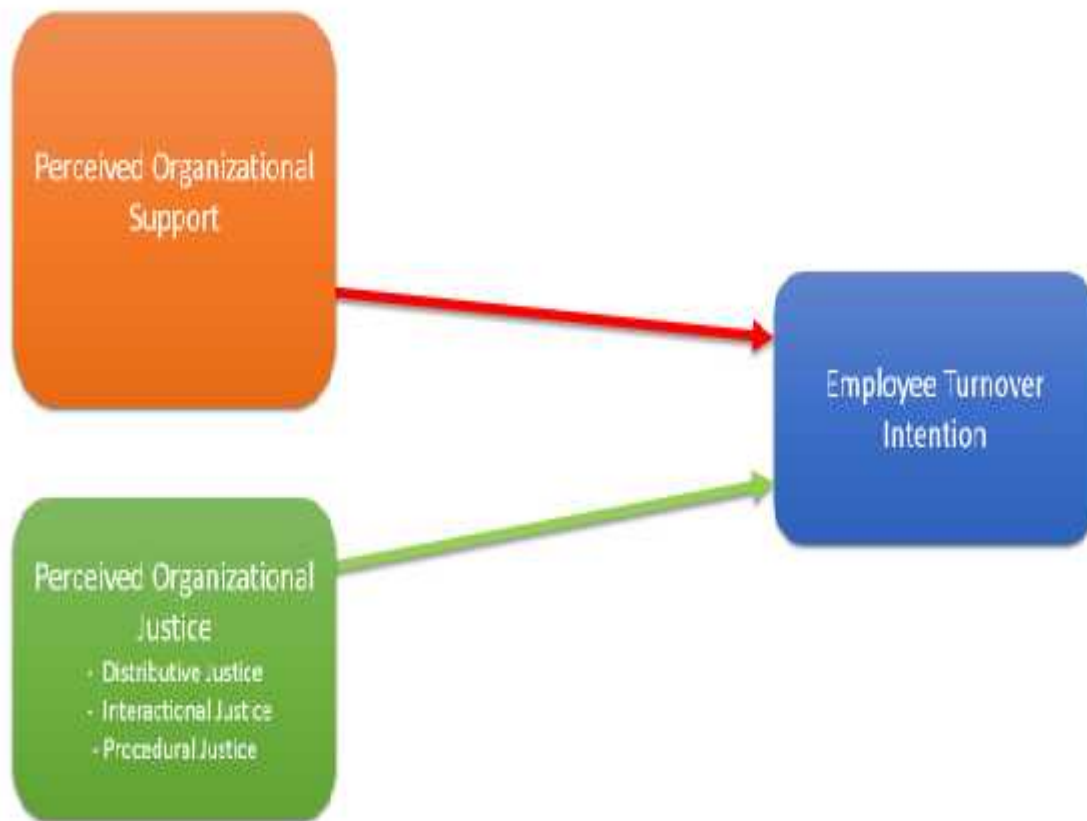 Perceived Organizational
Support
Employee Turnover
Intention
Perceived Organizational
Justice
- Distributive Justice
- Interactional Justice
- Procedural Justice